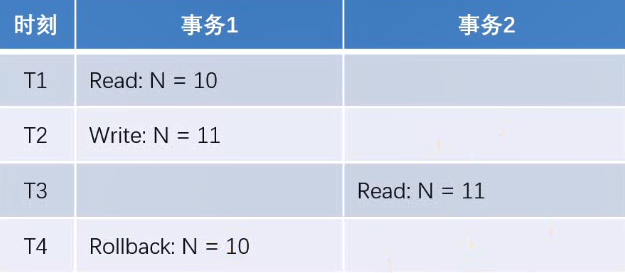 时刻 事务1 事务2
T1 Read: N = 10
T2 Write: N = 11
T3 Read: N = 11
T4 Rollback: N = 10